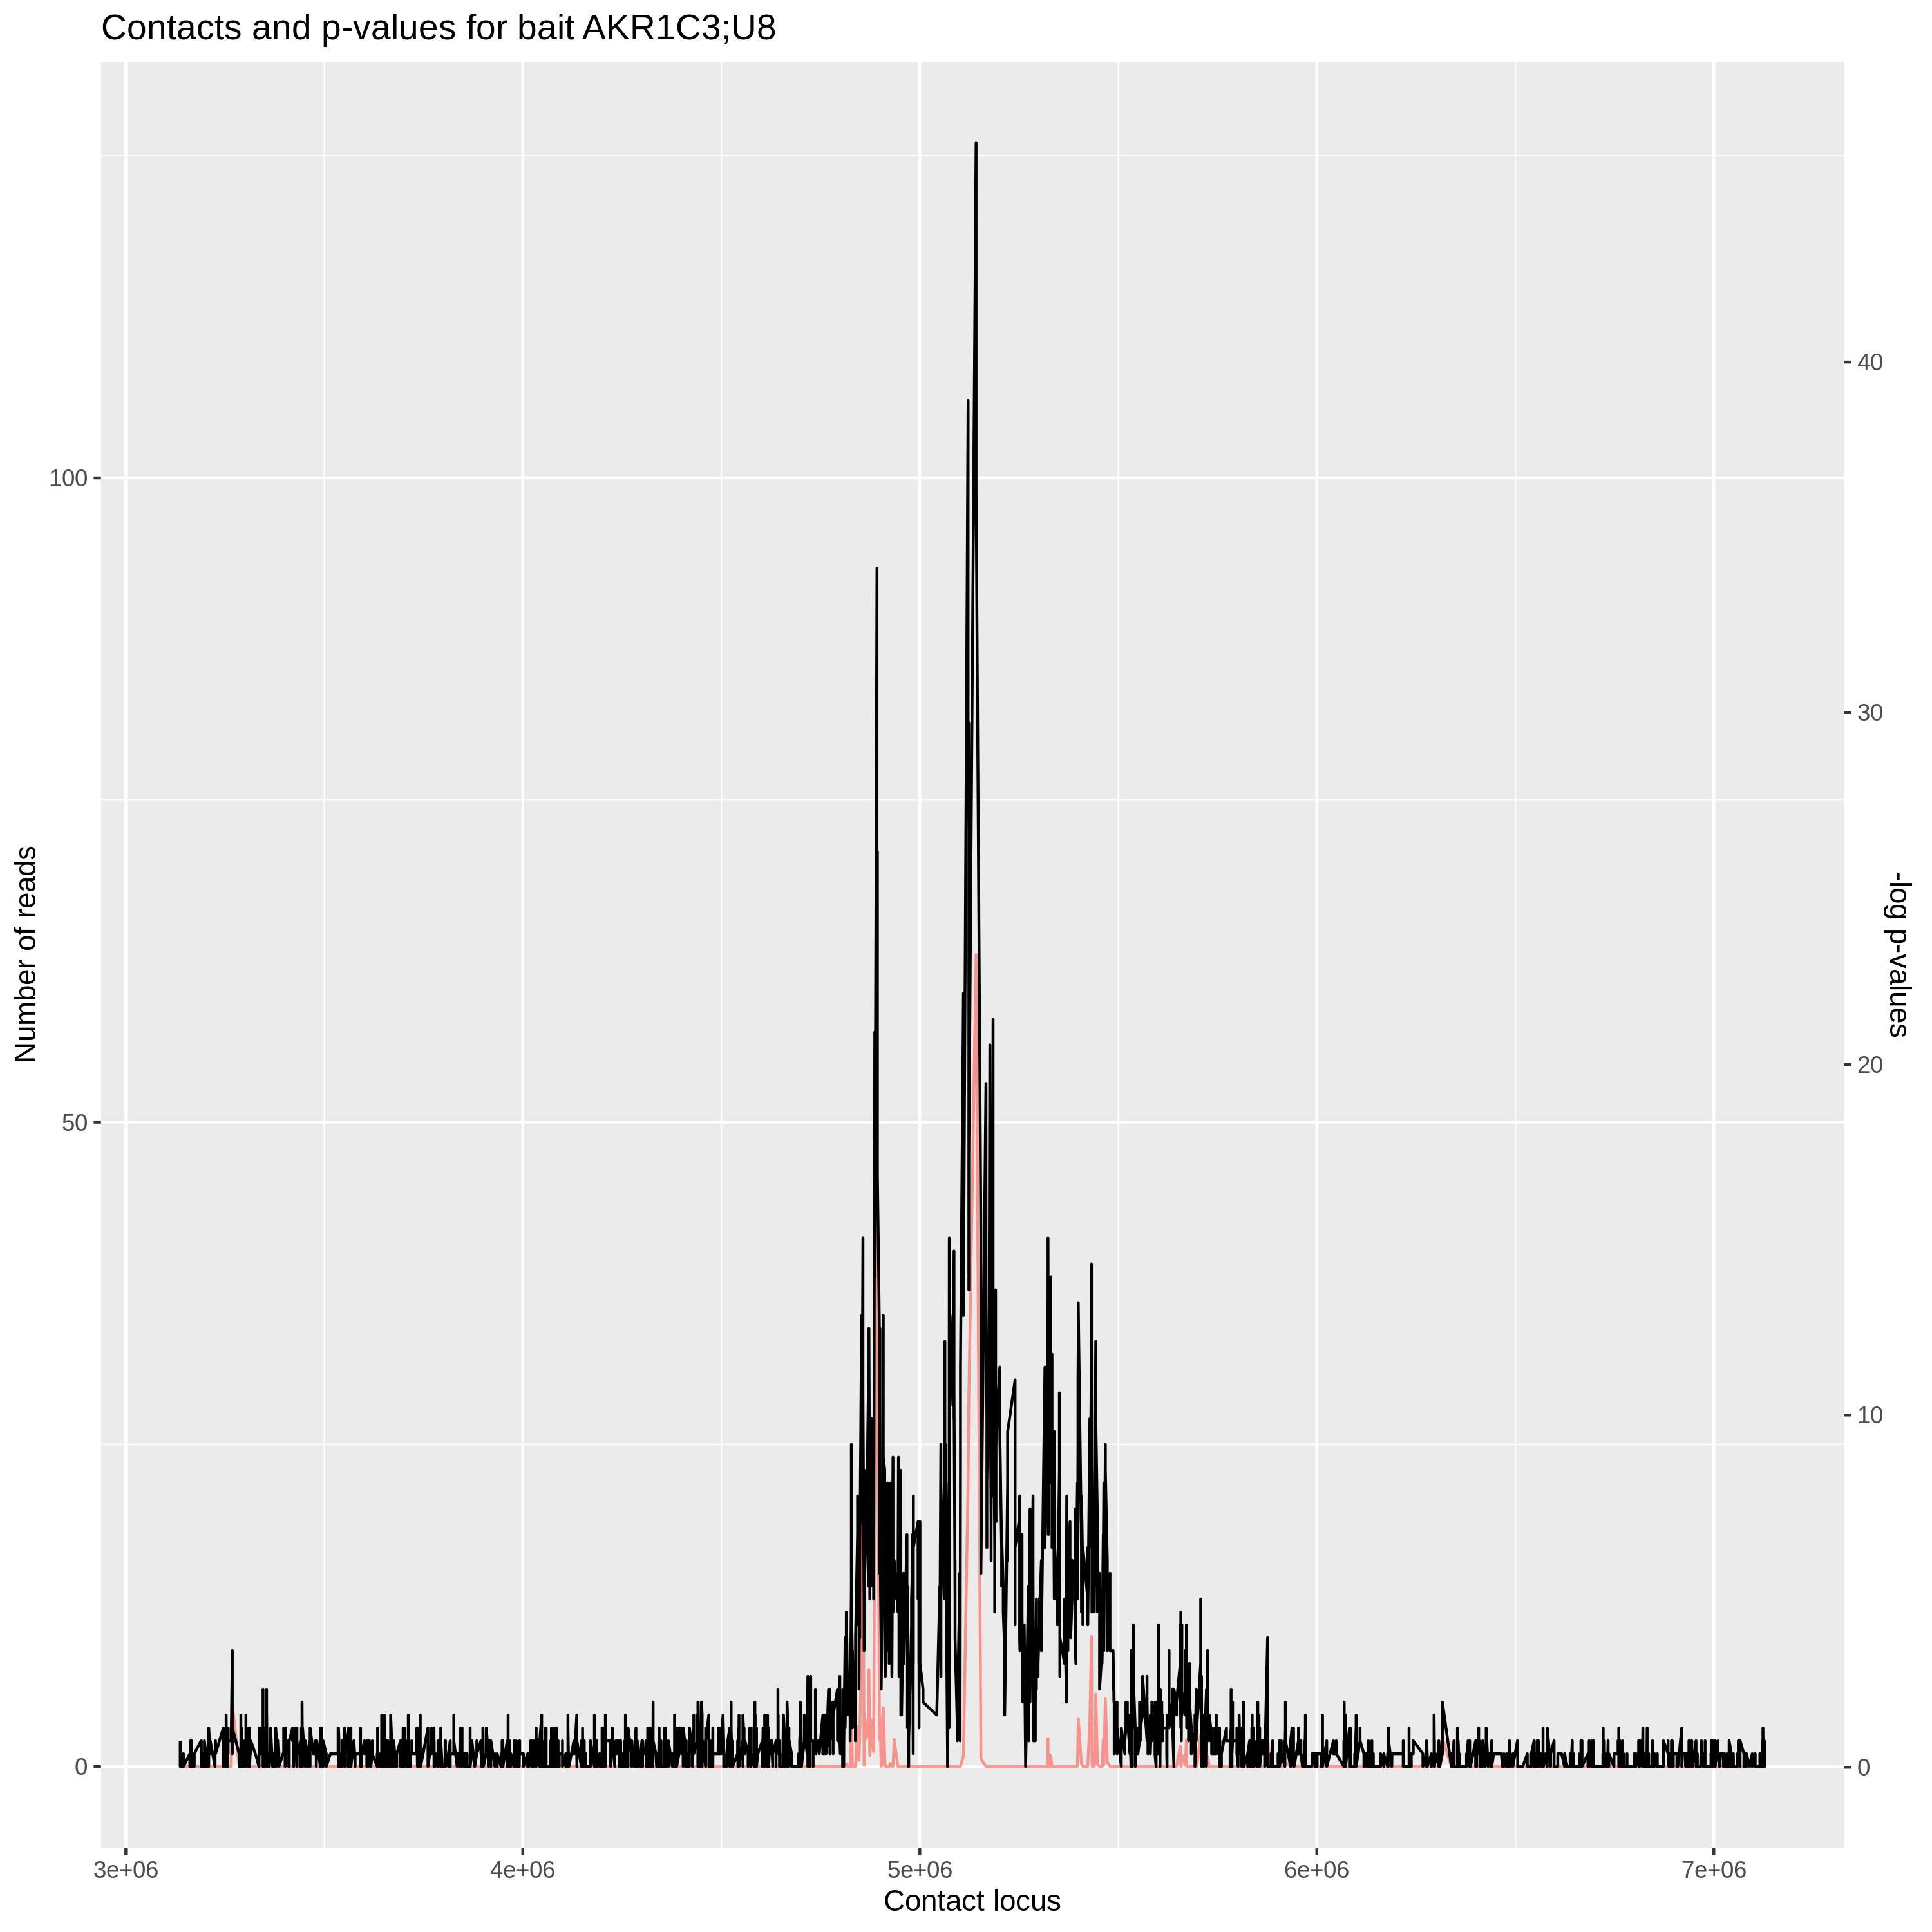 Contacts and p-values for bait AKR1C3;U8
100
50
0
Number of reads
40
30
20
10
0
-log p-values
3e+06
4e+06
5e+06
6e+06
7e+06
Contact locus